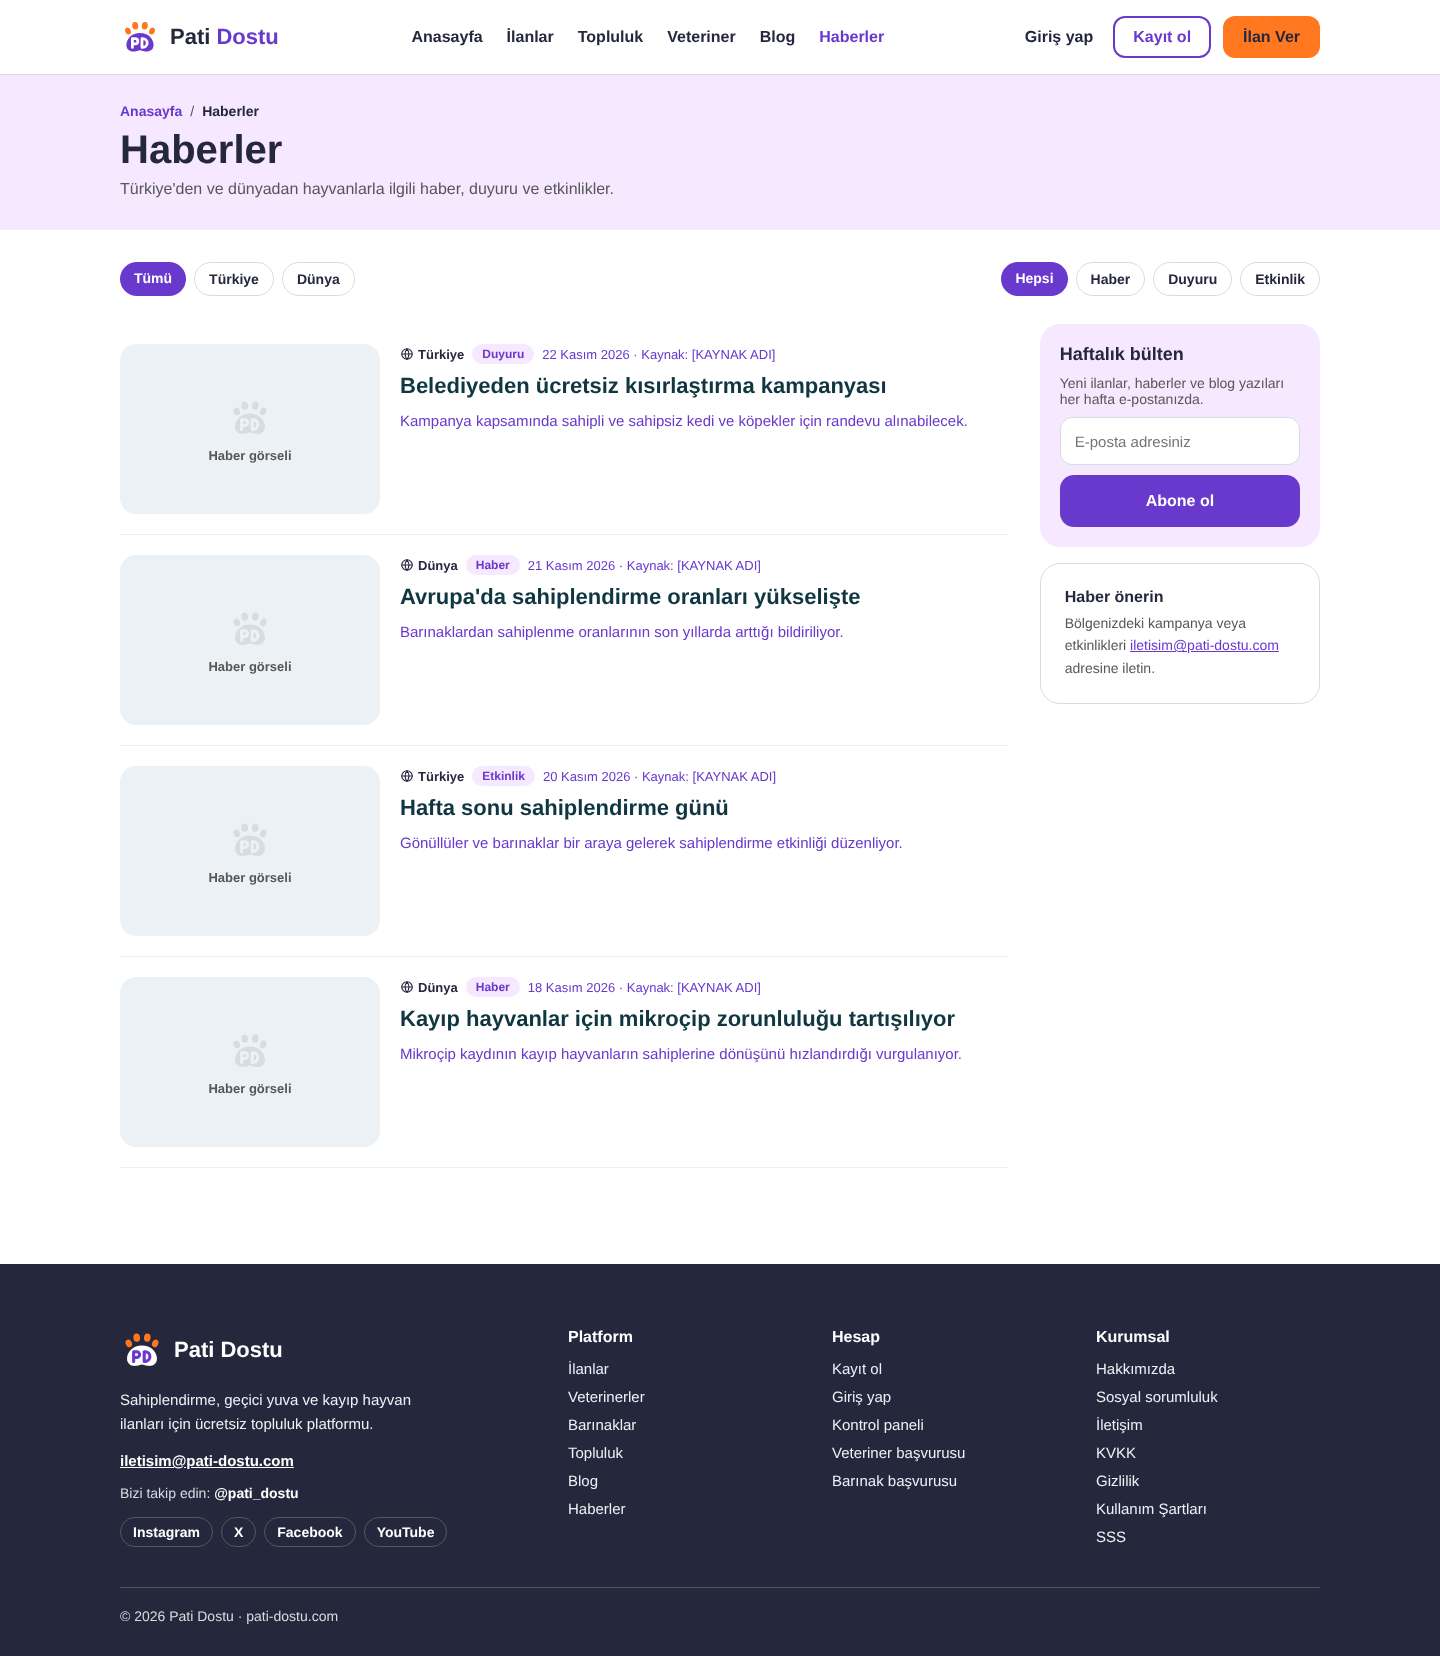 PD Pati Dostu
Anasayfa İlanlar Topluluk Veteriner Blog Haberler
Giriş yap Kayıt ol İlan Ver
Anasayfa / Haberler
Haberler
Türkiye'den ve dünyadan hayvanlarla ilgili haber, duyuru ve etkinlikler.
Tümü Türkiye Dünya
Hepsi Haber Duyuru Etkinlik
PD
Haber görseli
Türkiye Duyuru 22 Kasım 2026 · Kaynak: [KAYNAK ADI]
Belediyeden ücretsiz kısırlaştırma kampanyası
Kampanya kapsamında sahipli ve sahipsiz kedi ve köpekler için randevu alınabilecek.
PD
Haber görseli
Dünya Haber 21 Kasım 2026 · Kaynak: [KAYNAK ADI]
Avrupa'da sahiplendirme oranları yükselişte
Barınaklardan sahiplenme oranlarının son yıllarda arttığı bildiriliyor.
PD
Haber görseli
Türkiye Etkinlik 20 Kasım 2026 · Kaynak: [KAYNAK ADI]
Hafta sonu sahiplendirme günü
Gönüllüler ve barınaklar bir araya gelerek sahiplendirme etkinliği düzenliyor.
PD
Haber görseli
Dünya Haber 18 Kasım 2026 · Kaynak: [KAYNAK ADI]
Kayıp hayvanlar için mikroçip zorunluluğu tartışılıyor
Mikroçip kaydının kayıp hayvanların sahiplerine dönüşünü hızlandırdığı vurgulanıyor.
Haftalık bülten
Yeni ilanlar, haberler ve blog yazıları
her hafta e-postanızda.
E-posta adresiniz
Abone ol
Haber önerin
Bölgenizdeki kampanya veya
etkinlikleri iletisim@pati-dostu.com
adresine iletin.
PD Pati Dostu
Sahiplendirme, geçici yuva ve kayıp hayvan
ilanları için ücretsiz topluluk platformu.
iletisim@pati-dostu.com
Bizi takip edin: @pati_dostu
Instagram X Facebook YouTube
Platform
İlanlar
Veterinerler
Barınaklar
Topluluk
Blog
Haberler
Hesap
Kayıt ol
Giriş yap
Kontrol paneli
Veteriner başvurusu
Barınak başvurusu
Kurumsal
Hakkımızda
Sosyal sorumluluk
İletişim
KVKK
Gizlilik
Kullanım Şartları
SSS
© 2026 Pati Dostu · pati-dostu.com